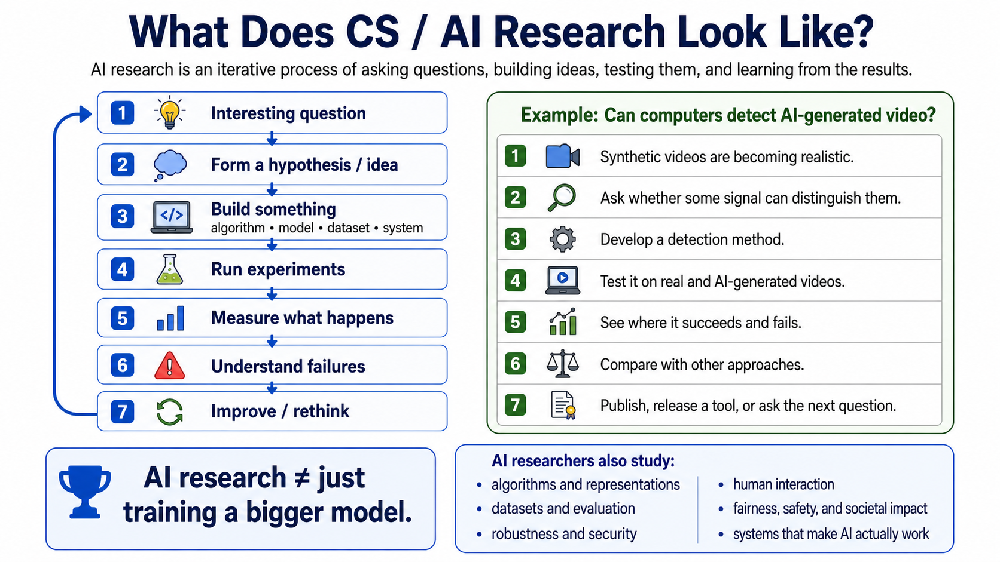 What Does CS / AI Research Look Like?
AI research is an iterative process of asking questions, building ideas, testing them, and learning from the results.
1 Interesting question
2 Form a hypothesis / idea
3 Build something
algorithm • model • dataset • system
</>
4 Run experiments
5 Measure what happens
6 Understand failures
7 Improve / rethink
Example: Can computers detect AI-generated video?
1 Synthetic videos are becoming realistic.
2 Ask whether some signal can distinguish them.
3 Develop a detection method.
4 Test it on real and AI-generated videos.
5 See where it succeeds and fails.
6 Compare with other approaches.
7 Publish, release a tool, or ask the next question.
AI research ≠ just
training a bigger model.
AI researchers also study:
• algorithms and representations
• datasets and evaluation
• robustness and security
• human interaction
• fairness, safety, and societal impact
• systems that make AI actually work